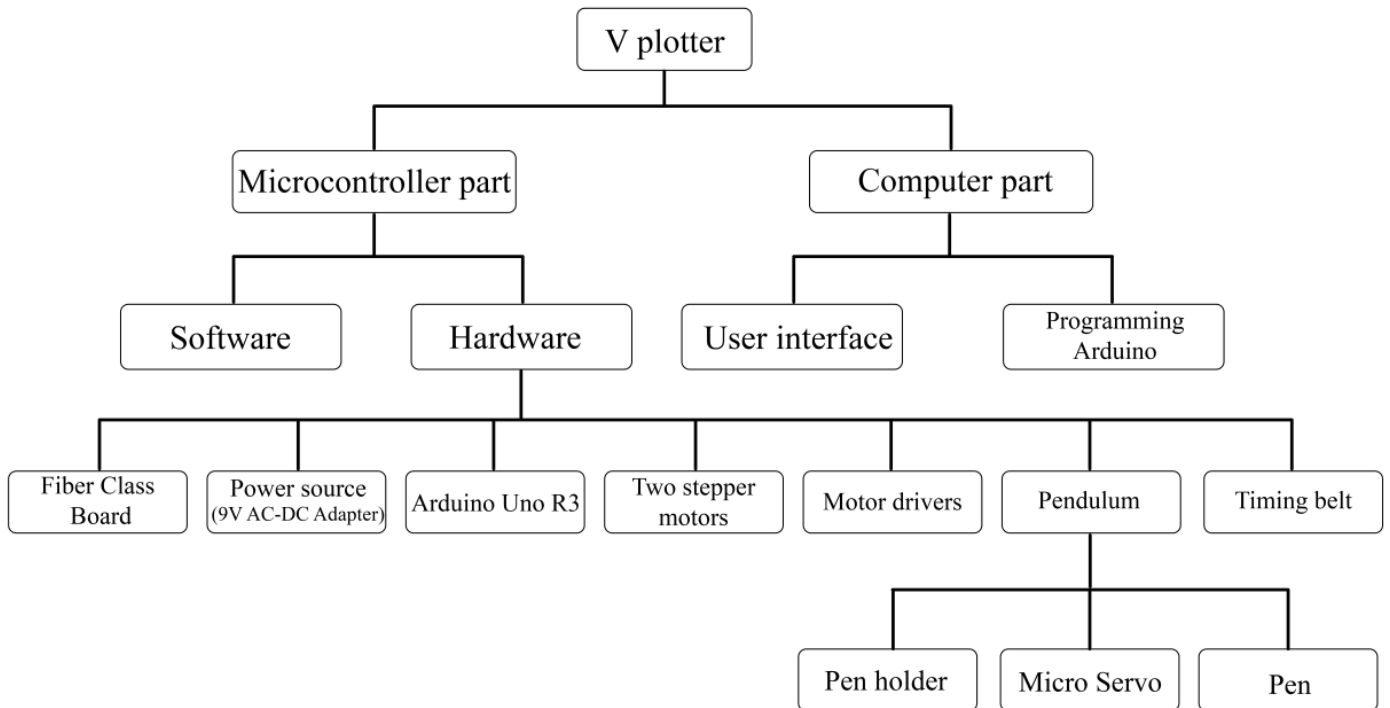 V plotter
Microcontroller part
Computer part
Software
Hardware
User interface
Programming
Arduino
Fiber Class
Board
Power source
(9V AC-DC Adapter)
Arduino Uno R3
Two stepper
motors
Motor drivers
Pendulum
Timing belt
Pen holder
Micro Servo
Pen